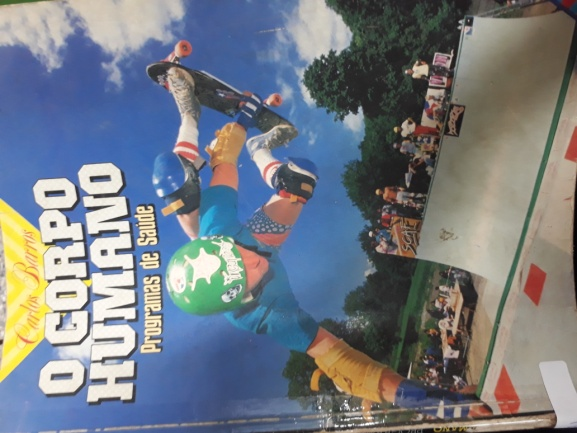 Carlos Barros
O CORPO
HUMANO
Programas de Saúde